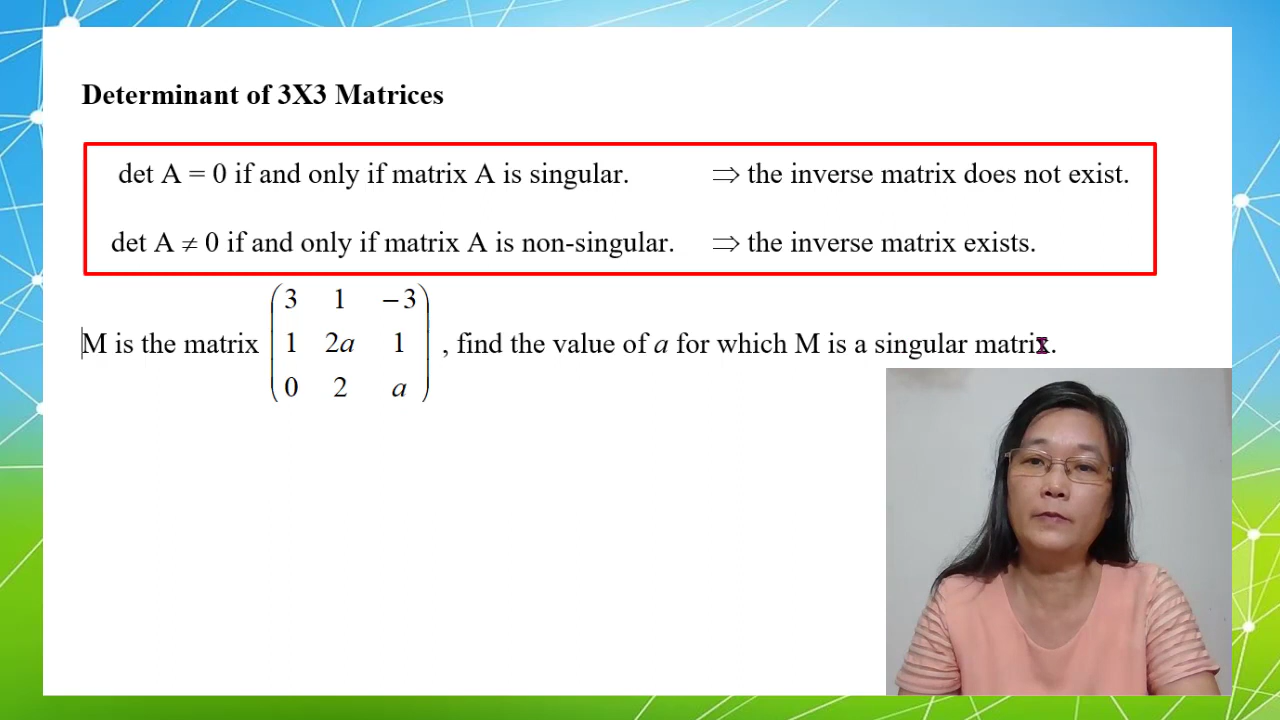 Determinant of 3X3 Matrices
det A = 0 if and only if matrix A is singular. ⇒ the inverse matrix does not exist.
det A ≠ 0 if and only if matrix A is non-singular. ⇒ the inverse matrix exists.
3 1 −3
M is the matrix 1 2a 1 , find the value of a for which M is a singular matrix.
0 2 a